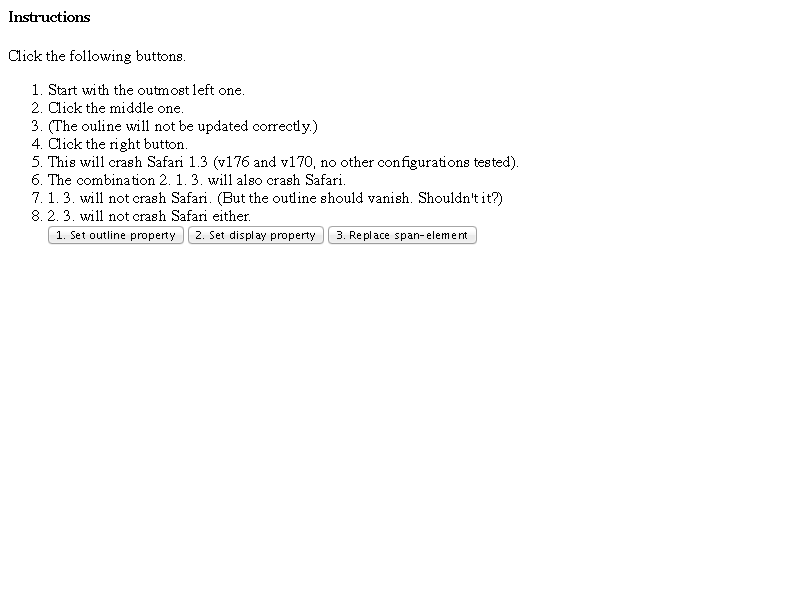 Instructions
Click the following buttons.
1. Start with the outmost left one.
2. Click the middle one.
3. (The ouline will not be updated correctly.)
4. Click the right button.
5. This will crash Safari 1.3 (v176 and v170, no other configurations tested).
6. The combination 2. 1. 3. will also crash Safari.
7. 1. 3. will not crash Safari. (But the outline should vanish. Shouldn't it?)
8. 2. 3. will not crash Safari either.
1. Set outline property 2. Set display property 3. Replace span-element